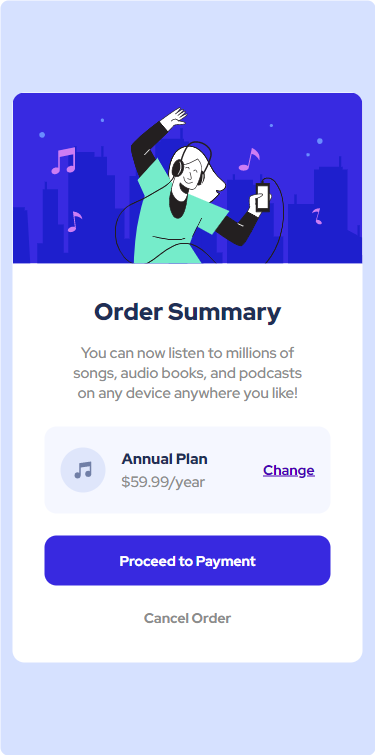 Order Summary
You can now listen to millions of
songs, audio books, and podcasts
on any device anywhere you like!
Annual Plan
$59.99/year
Change
Proceed to Payment
Cancel Order